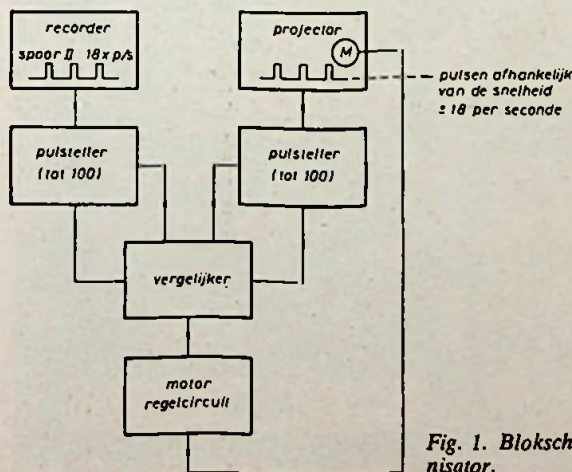 recorder
spoor II 18x p/s
projector
M
pulsen afhankelijk
van de snelheid
± 18 per seconde
pulsteller
(tot 100)
pulsteller
(tot 100)
vergelijker
motor
regelcircuit
Fig. 1. Bloksch
nisator.